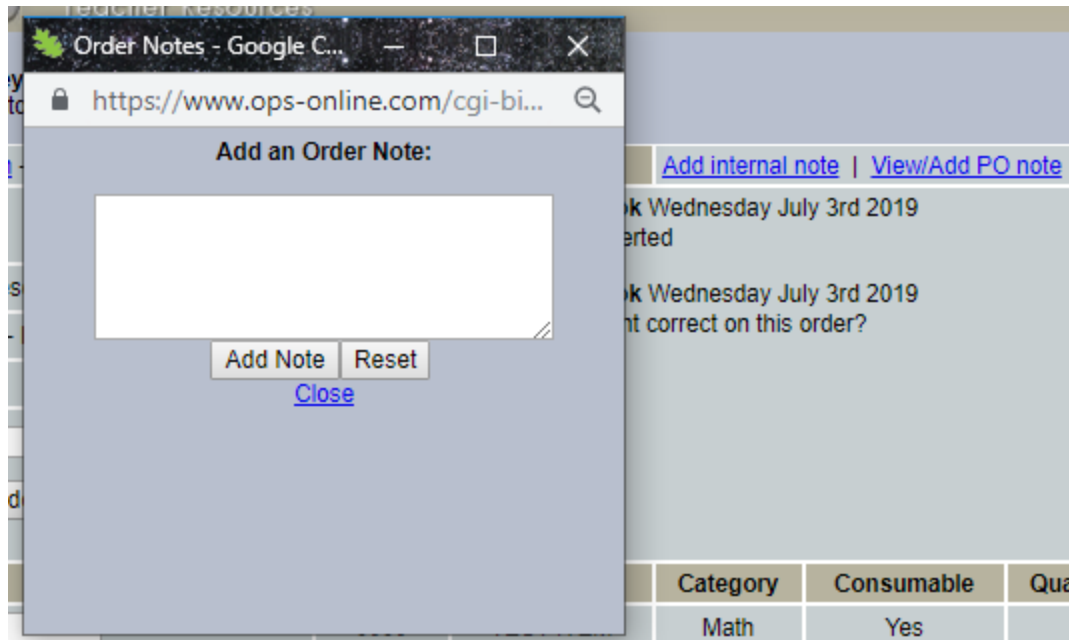 Teacher Resources
Order Notes - Google C...
https://www.ops-online.com/cgi-bi...
Add an Order Note:
Add Note Reset
Close
Add internal note | View/Add PO note
Wednesday July 3rd 2019
Wednesday July 3rd 2019
correct on this order?
Category Consumable
Math Yes